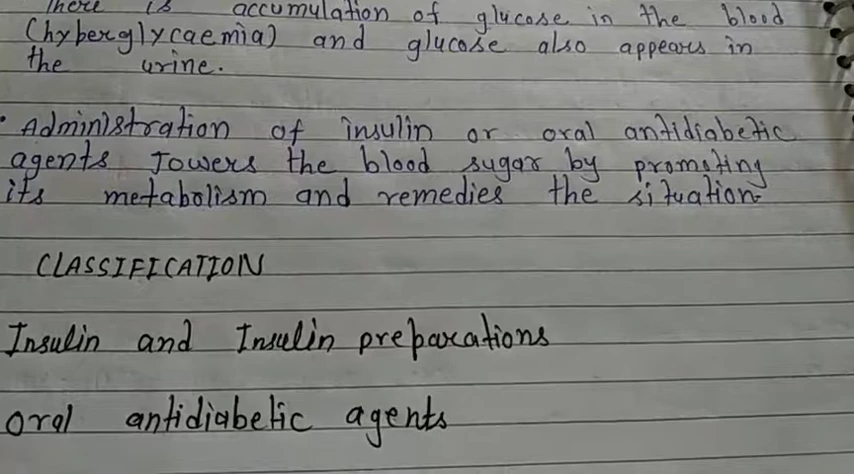 There is accumulation of glucose in the blood
(hyberglycaemia) and glucose also appears in
the urine.
• Administration of insulin or oral antidiabetic
agents lowers the blood sugar by promoting
its metabolism and remedies the situation.
CLASSIFICATION
Insulin and Insulin preparations
Oral antidiabetic agents